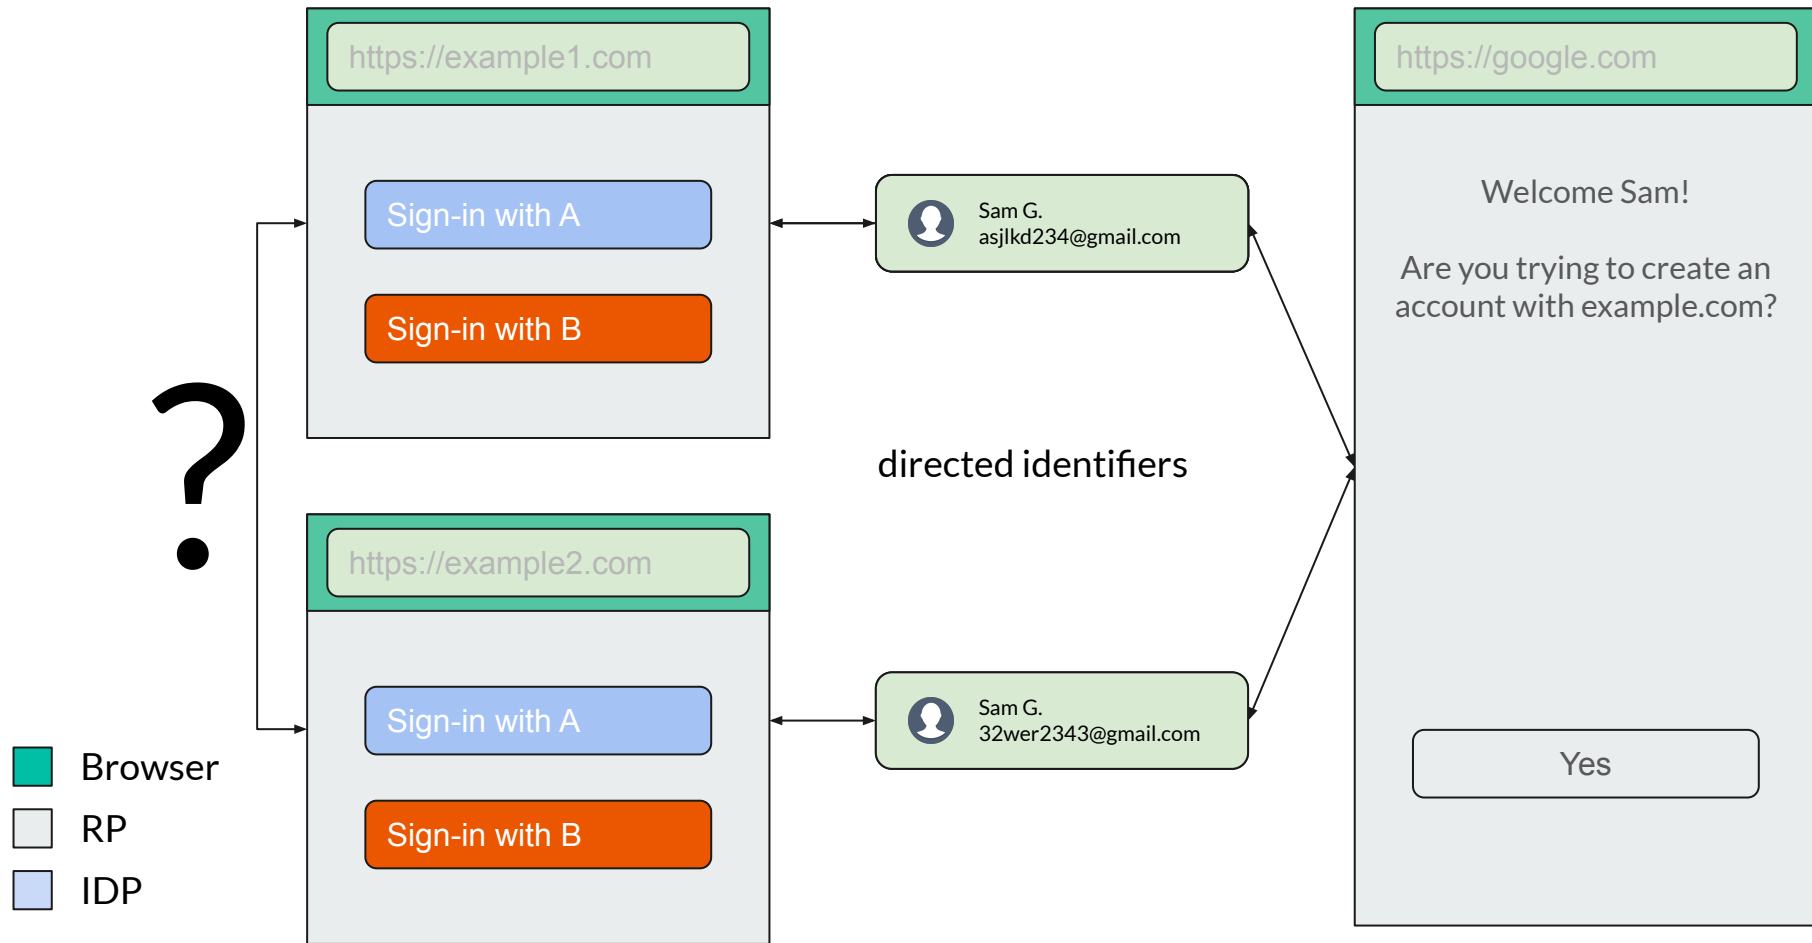 https://example1.com
Sign-in with A
Sign-in with B
Sam G.
asjlkd234@gmail.com
https://google.com
Welcome Sam!
Are you trying to create an
account with example.com?
Yes
?
directed identifiers
https://example2.com
Sign-in with A
Sign-in with B
Sam G.
32wer2343@gmail.com
Browser
RP
IDP